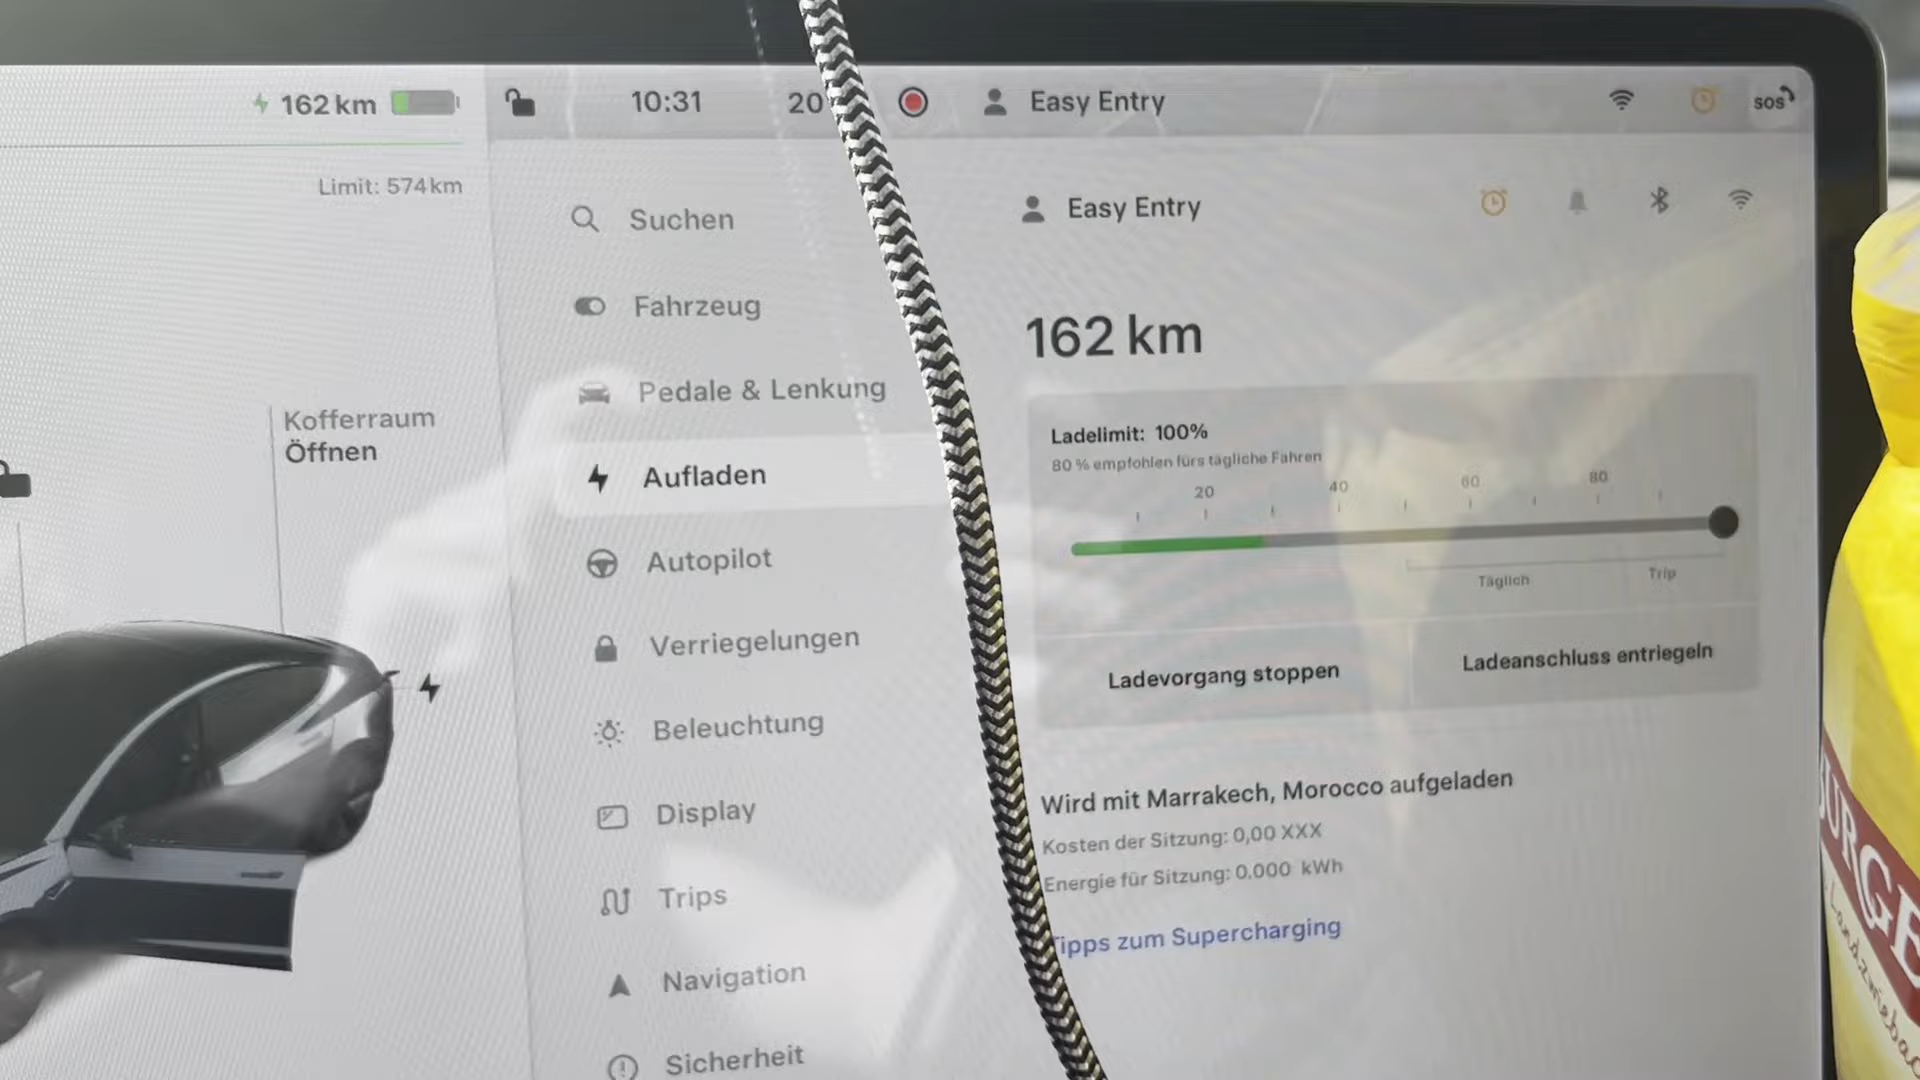 162 km
10:31
20
Easy Entry
sos
Limit: 574 km
Kofferraum
Öffnen
Suchen
Fahrzeug
Pedale & Lenkung
Aufladen
Autopilot
Verriegelungen
Beleuchtung
Display
Trips
Navigation
Sicherheit
Easy Entry
162 km
Ladelimit: 100%
80 % empfohlen fürs tägliche Fahren
20 40 60 80
Täglich Trip
Ladevorgang stoppen
Ladeanschluss entriegeln
Wird mit Marrakech, Morocco aufgeladen
Kosten der Sitzung: 0,00 XXX
Energie für Sitzung: 0.000 kWh
Tipps zum Supercharging